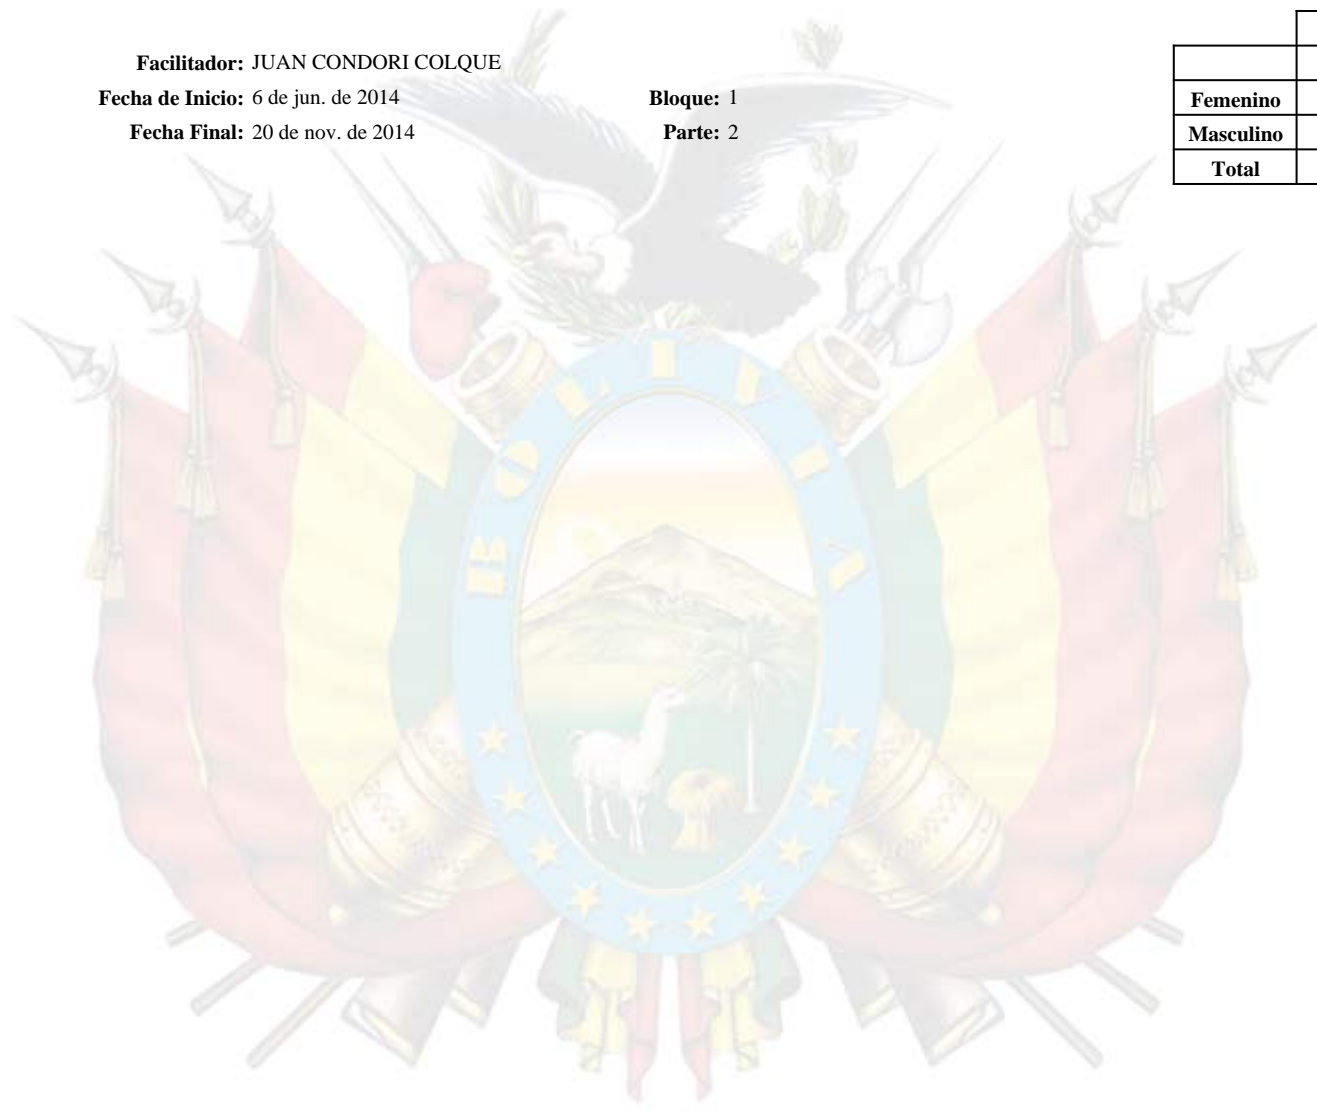 Facilitador: JUAN CONDORI COLQUE
Fecha de Inicio: 6 de jun. de 2014 Bloque: 1
Fecha Final: 20 de nov. de 2014 Parte: 2
Femenino
Masculino
Total
BOLIVIA